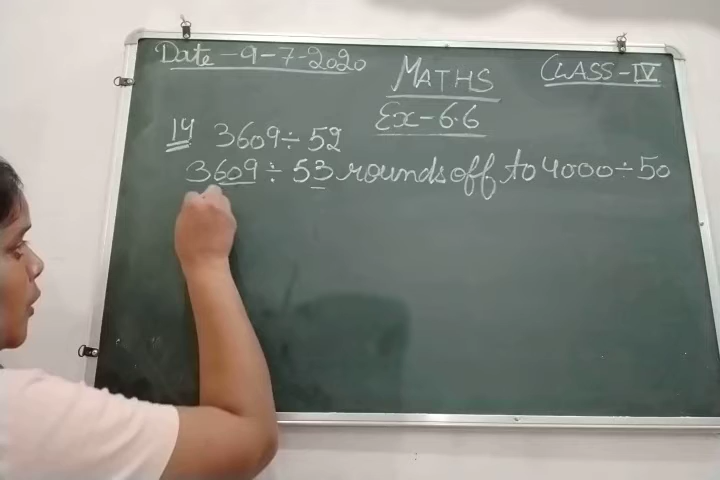 Date-9-7-2020
MATHS
CLASS-IV
Ex-6.6
14 3609÷52
3609÷53 rounds off to 4000÷50